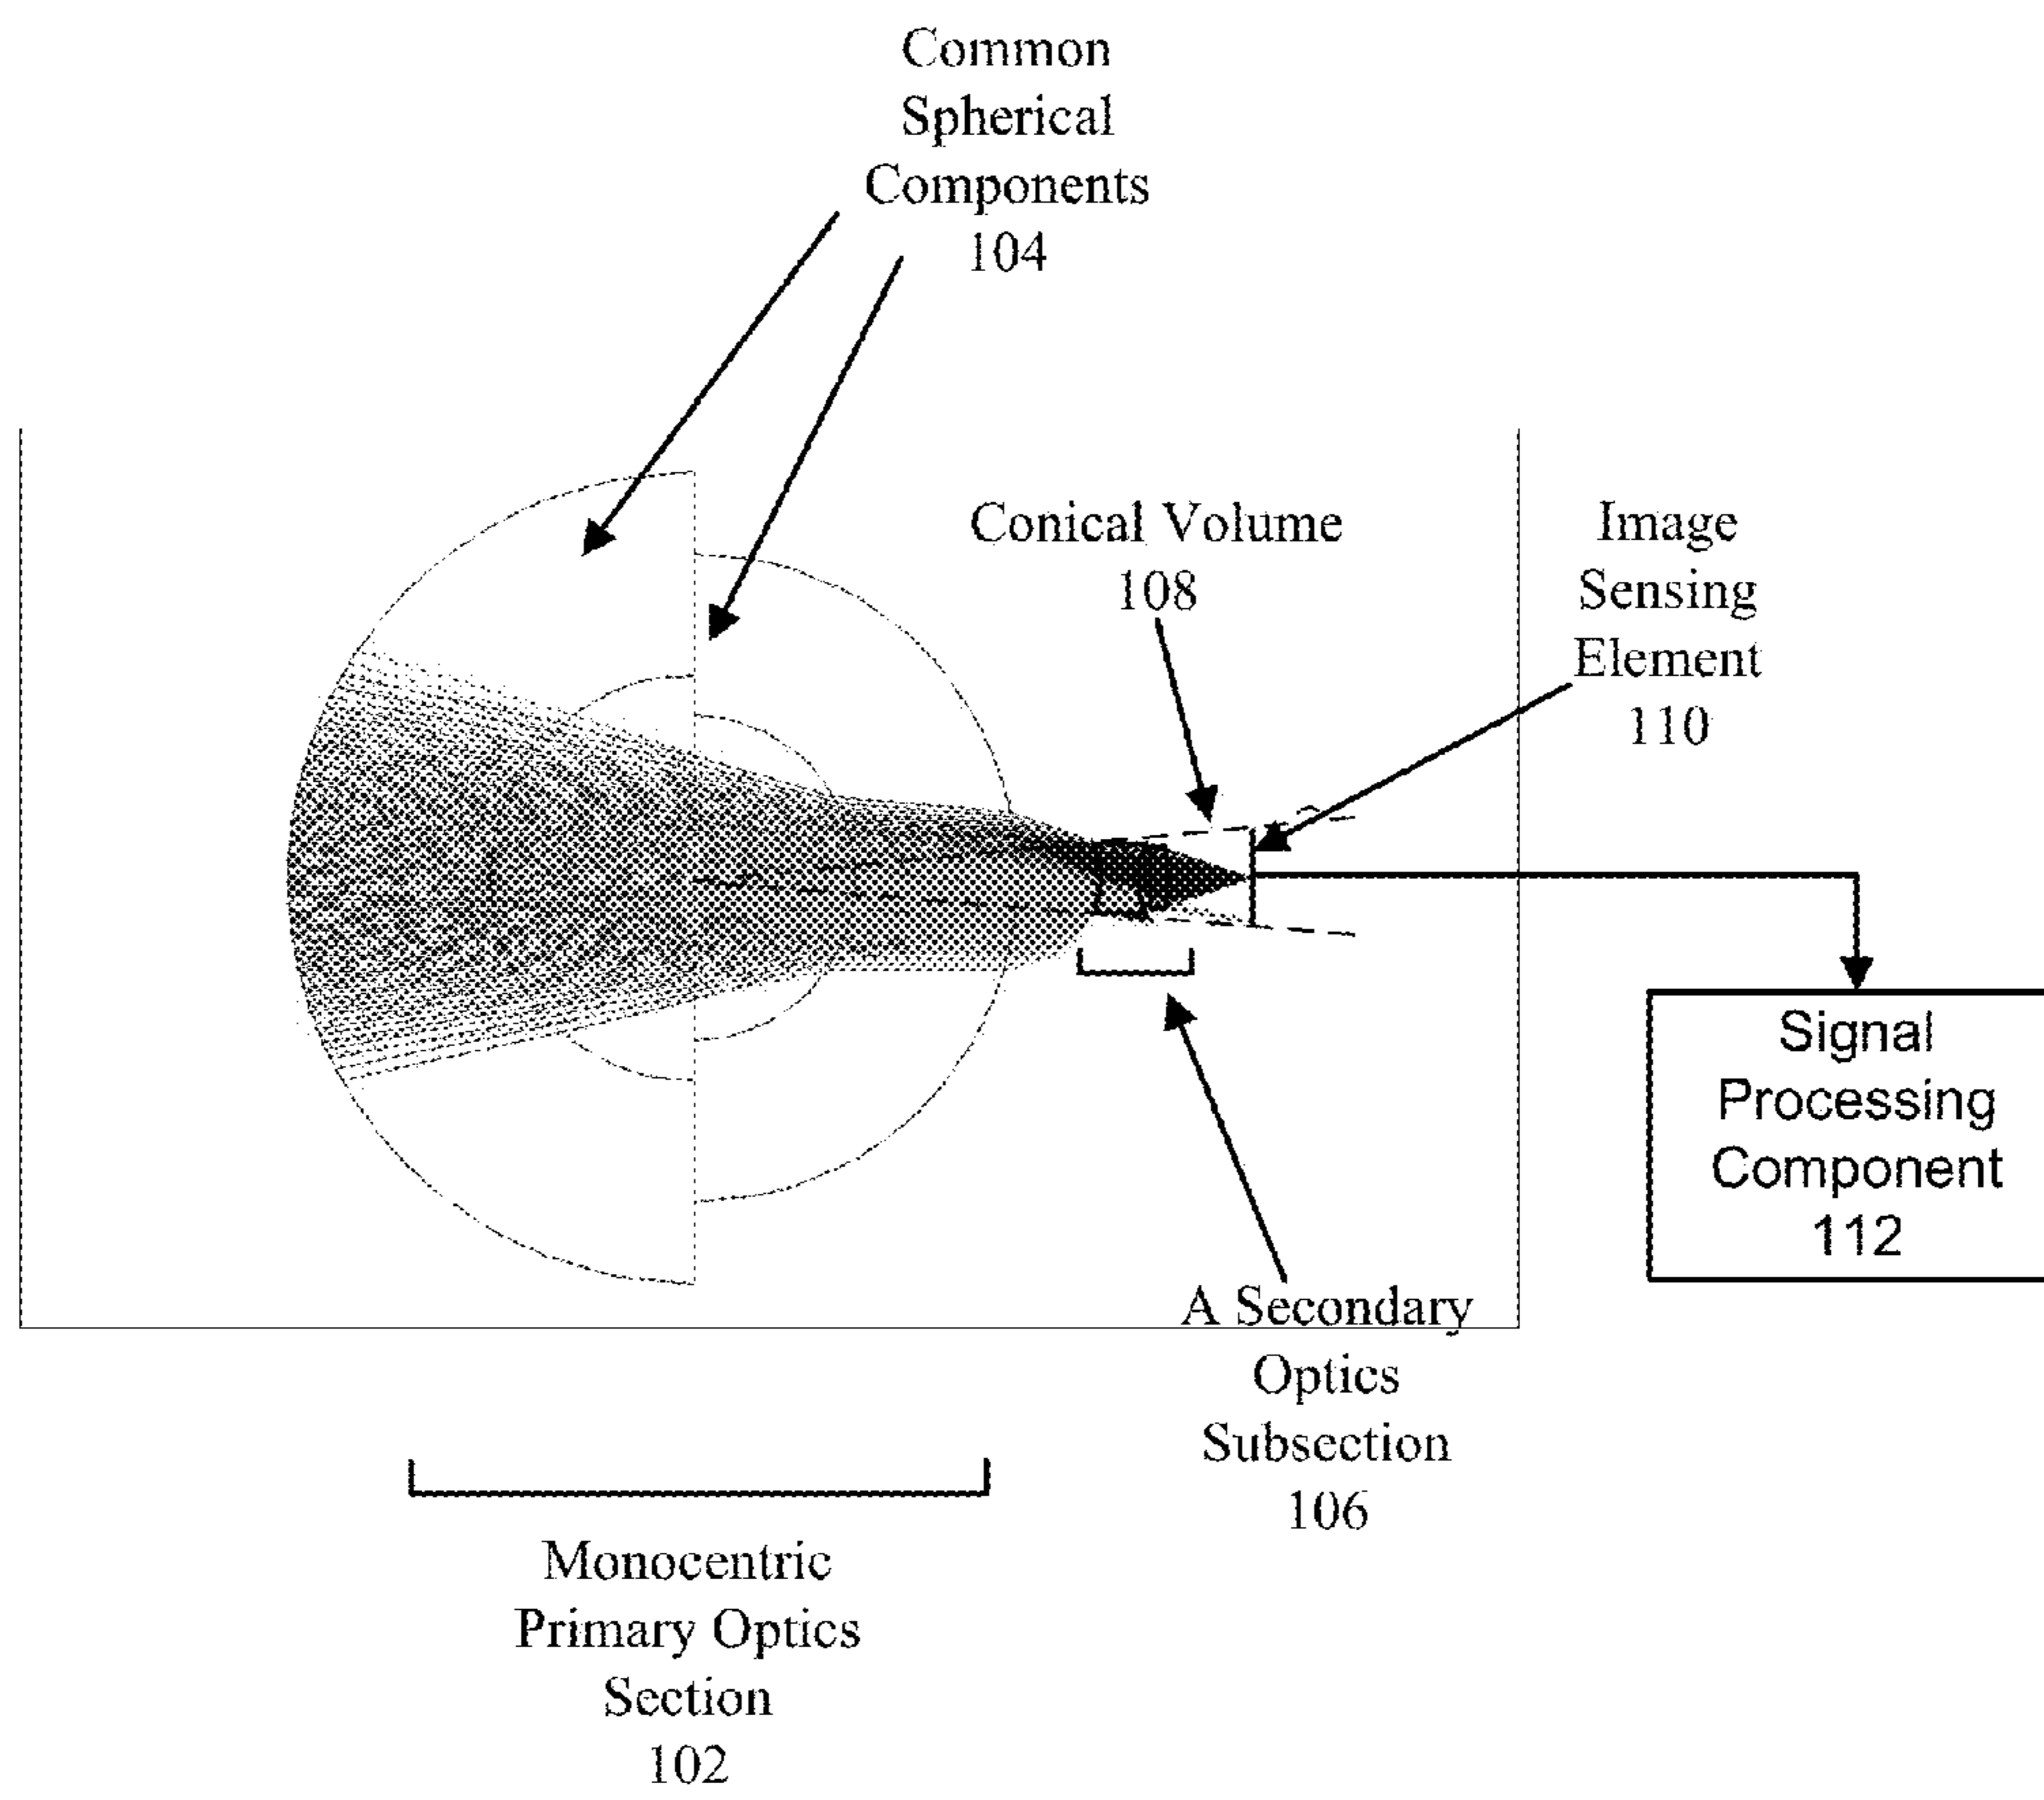 Common
Spherical
Components
104
Conical Volume
108
Image
Sensing
Element
110
Signal
Processing
Component
112
A Secondary
Optics
Subsection
106
Monocentric
Primary Optics
Section
102